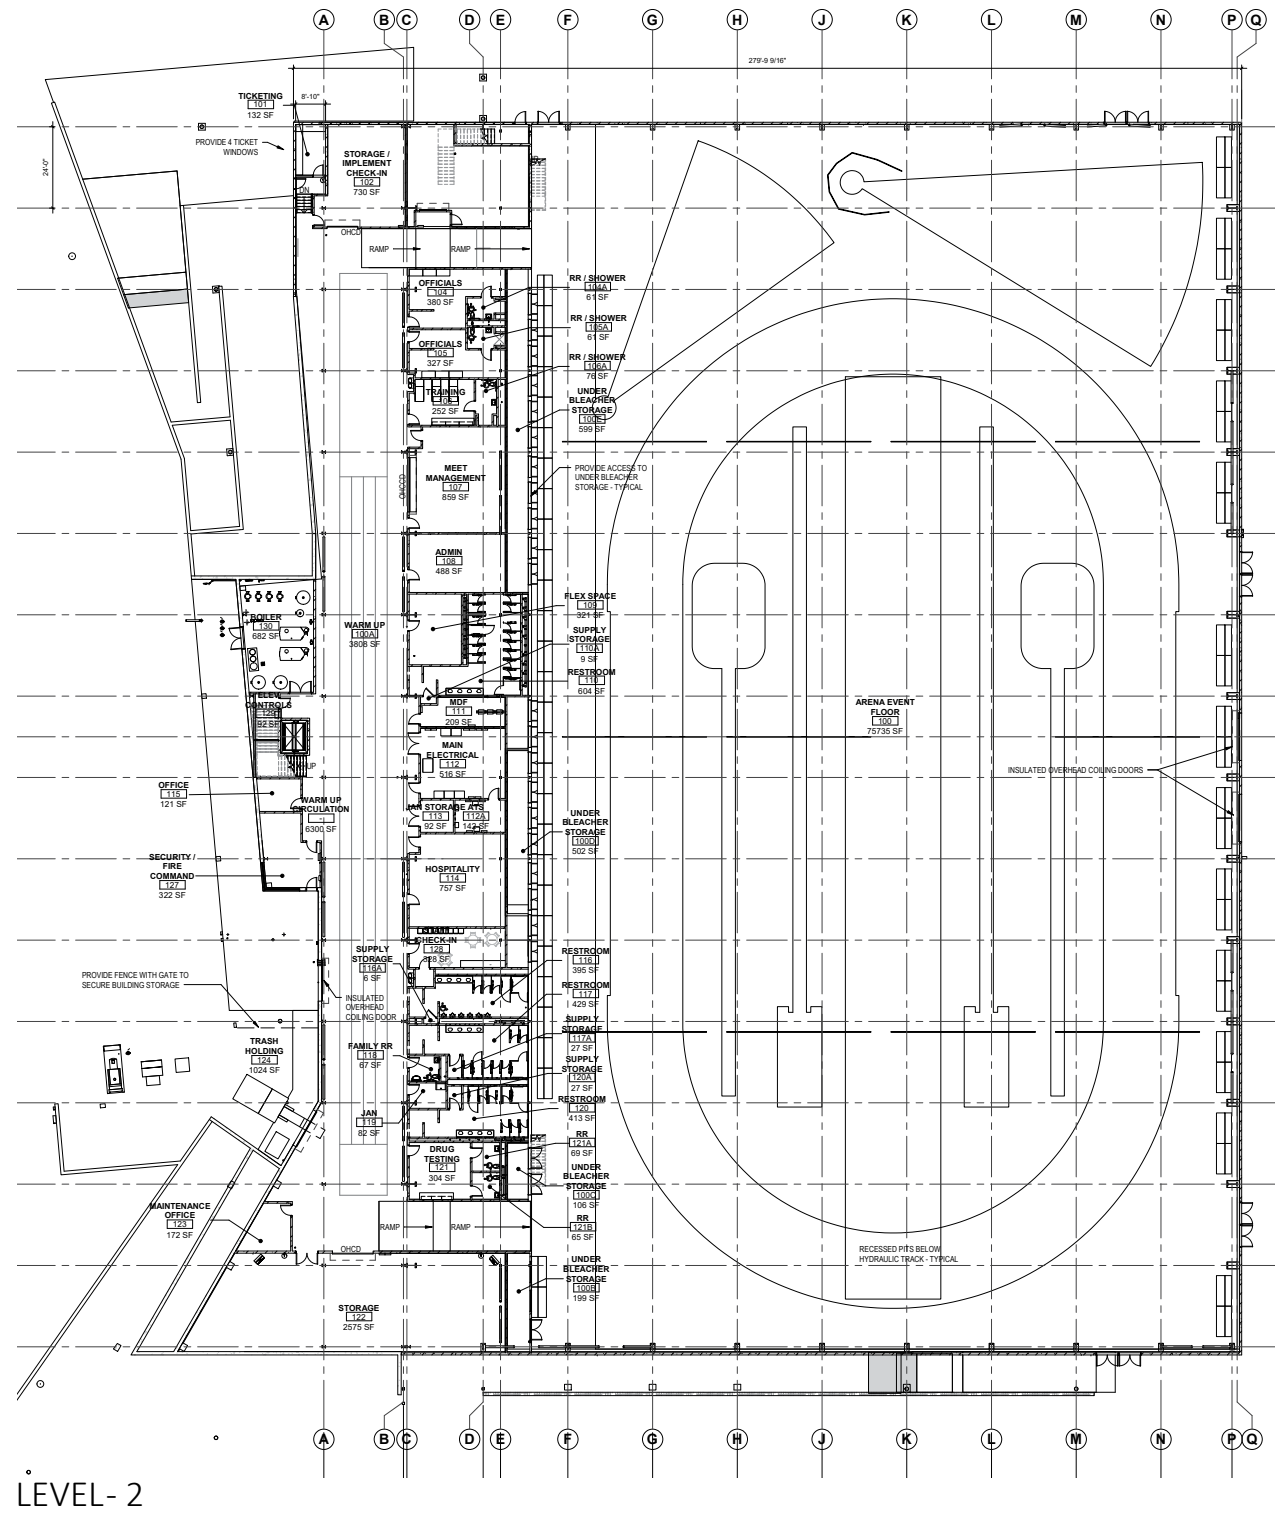 A B C D E F G H J K L M N P Q
279'-9 9/16"
TICKETING
101
132 SF
8'-10"
PROVIDE 4 TICKET
WINDOWS
24'-0"
STORAGE /
IMPLEMENT
CHECK-IN
102
730 SF
DN
OHCD
RAMP
RAMP
OFFICIALS
104
380 SF
RR / SHOWER
104A
61 SF
OFFICIALS
105
327 SF
RR / SHOWER
105A
61 SF
RR / SHOWER
106A
76 SF
TRAINING
252 SF
UNDER
BLEACHER
STORAGE
100E
599 SF
MEET
MANAGEMENT
107
859 SF
PROVIDE ACCESS TO
UNDER BLEACHER
STORAGE - TYPICAL
ADMIN
108
488 SF
FLEX SPACE
109
321 SF
BOILER
130
682 SF
WARM UP
100A
3808 SF
SUPPLY
STORAGE
110A
9 SF
RESTROOM
110
604 SF
ELEV
CONTROLS
129
92 SF
UP
MDF
111
209 SF
MAIN
ELECTRICAL
112
516 SF
ARENA EVENT
FLOOR
100
75735 SF
INSULATED OVERHEAD COILING DOORS
OFFICE
115
121 SF
WARM UP
CIRCULATION
-
6300 SF
JAN STORAGE
113
92 SF
ATS
112A
142 SF
UNDER
BLEACHER
STORAGE
100D
502 SF
SECURITY /
FIRE
COMMAND
127
322 SF
HOSPITALITY
114
757 SF
CHECK-IN
128
328 SF
SUPPLY
STORAGE
116A
6 SF
RESTROOM
116
395 SF
PROVIDE FENCE WITH GATE TO
SECURE BUILDING STORAGE
INSULATED
OVERHEAD
COILING DOOR
RESTROOM
117
429 SF
SUPPLY
STORAGE
117A
27 SF
TRASH
HOLDING
124
1024 SF
FAMILY RR
118
67 SF
SUPPLY
STORAGE
120A
27 SF
RESTROOM
120
413 SF
JAN
119
82 SF
DRUG
TESTING
121
304 SF
RR
121A
69 SF
UNDER
BLEACHER
STORAGE
100C
106 SF
MAINTENANCE
OFFICE
123
172 SF
RR
121B
65 SF
RAMP
RAMP
OHCD
RECESSED PITS BELOW
HYDRAULIC TRACK - TYPICAL
UNDER
BLEACHER
STORAGE
100B
199 SF
STORAGE
122
2575 SF
A B C D E F G H J K L M N P Q
LEVEL- 2